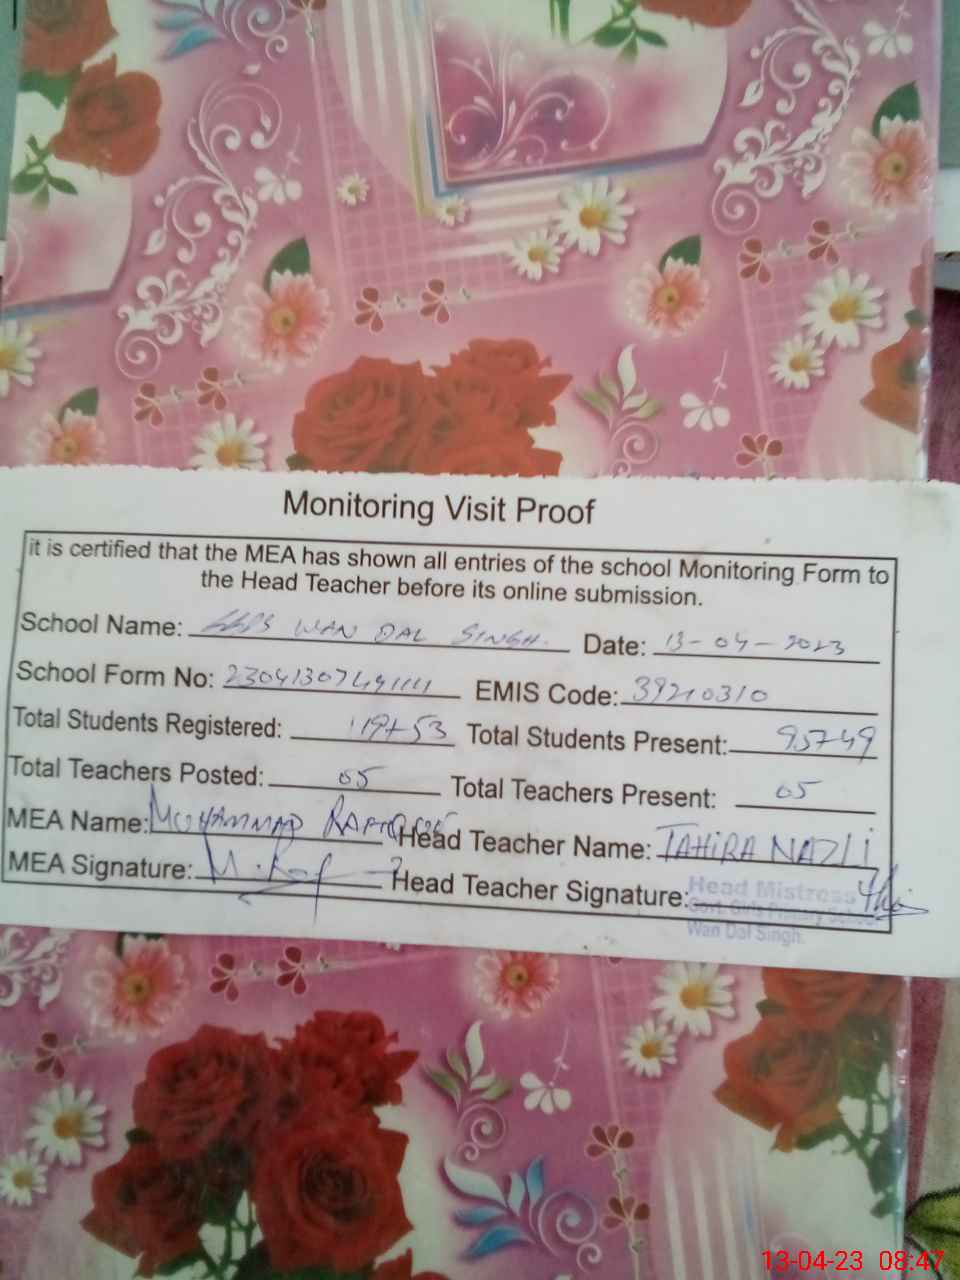 Monitoring Visit Proof
it is certified that the MEA has shown all entries of the school Monitoring Form to
the Head Teacher before its online submission.
School Name: WAN DAL SINGH. Date: 13-04-2023
School Form No: EMIS Code: 39210310
Total Students Registered: 119+53 Total Students Present: 95+49
Total Teachers Posted: 05 Total Teachers Present: 05
MEA Name: MUHAMMAD Head Teacher Name: TAHIRA NAZLI
MEA Signature: Head Teacher Signature:
Head Mistress
Govt. Girls Primary School
Wan Dal Singh.
13-04-23 08:47